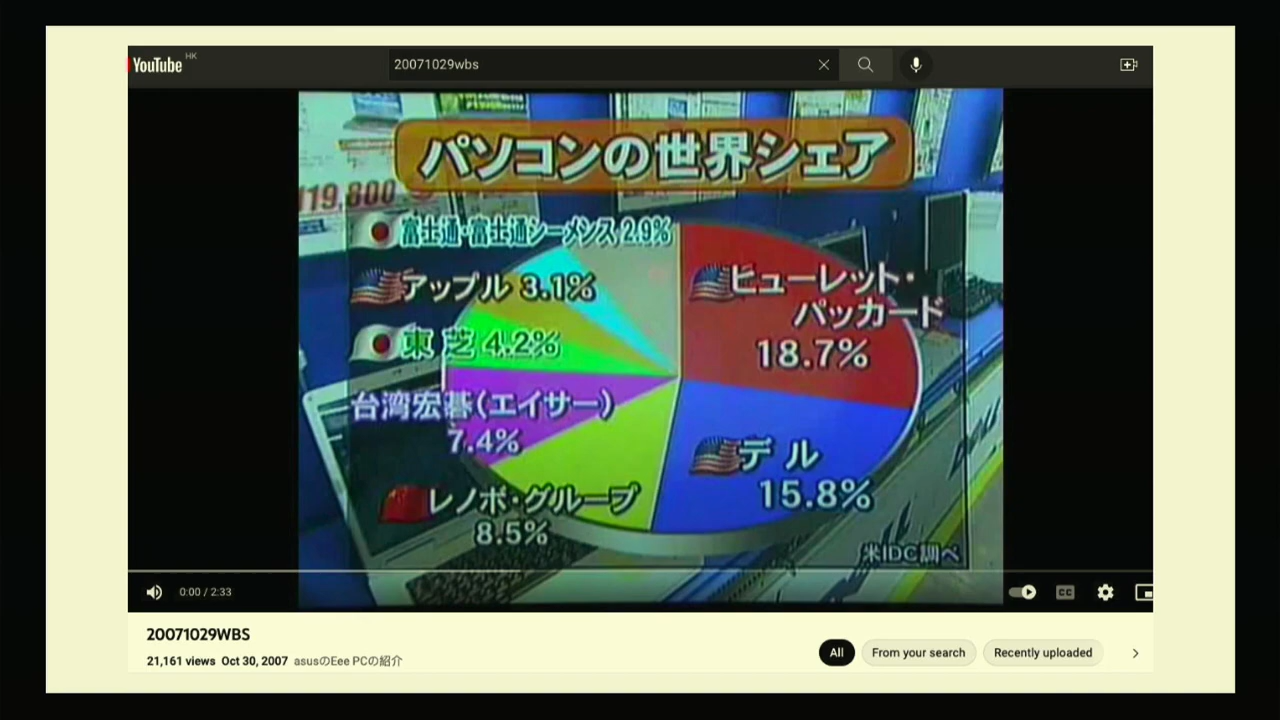 YouTube HK
20071029wbs
パソコンの世界シェア
119,800
富士通・富士通シーメンス 2.9%
アップル 3.1%
東芝 4.2%
台湾宏碁(エイサー)
7.4%
レノボ・グループ
8.5%
ヒューレット・
パッカード
18.7%
デル
15.8%
米IDC調べ
0:00 / 2:33
CC
20071029WBS
21,161 views Oct 30, 2007 asusのEee PCの紹介
All
From your search
Recently uploaded